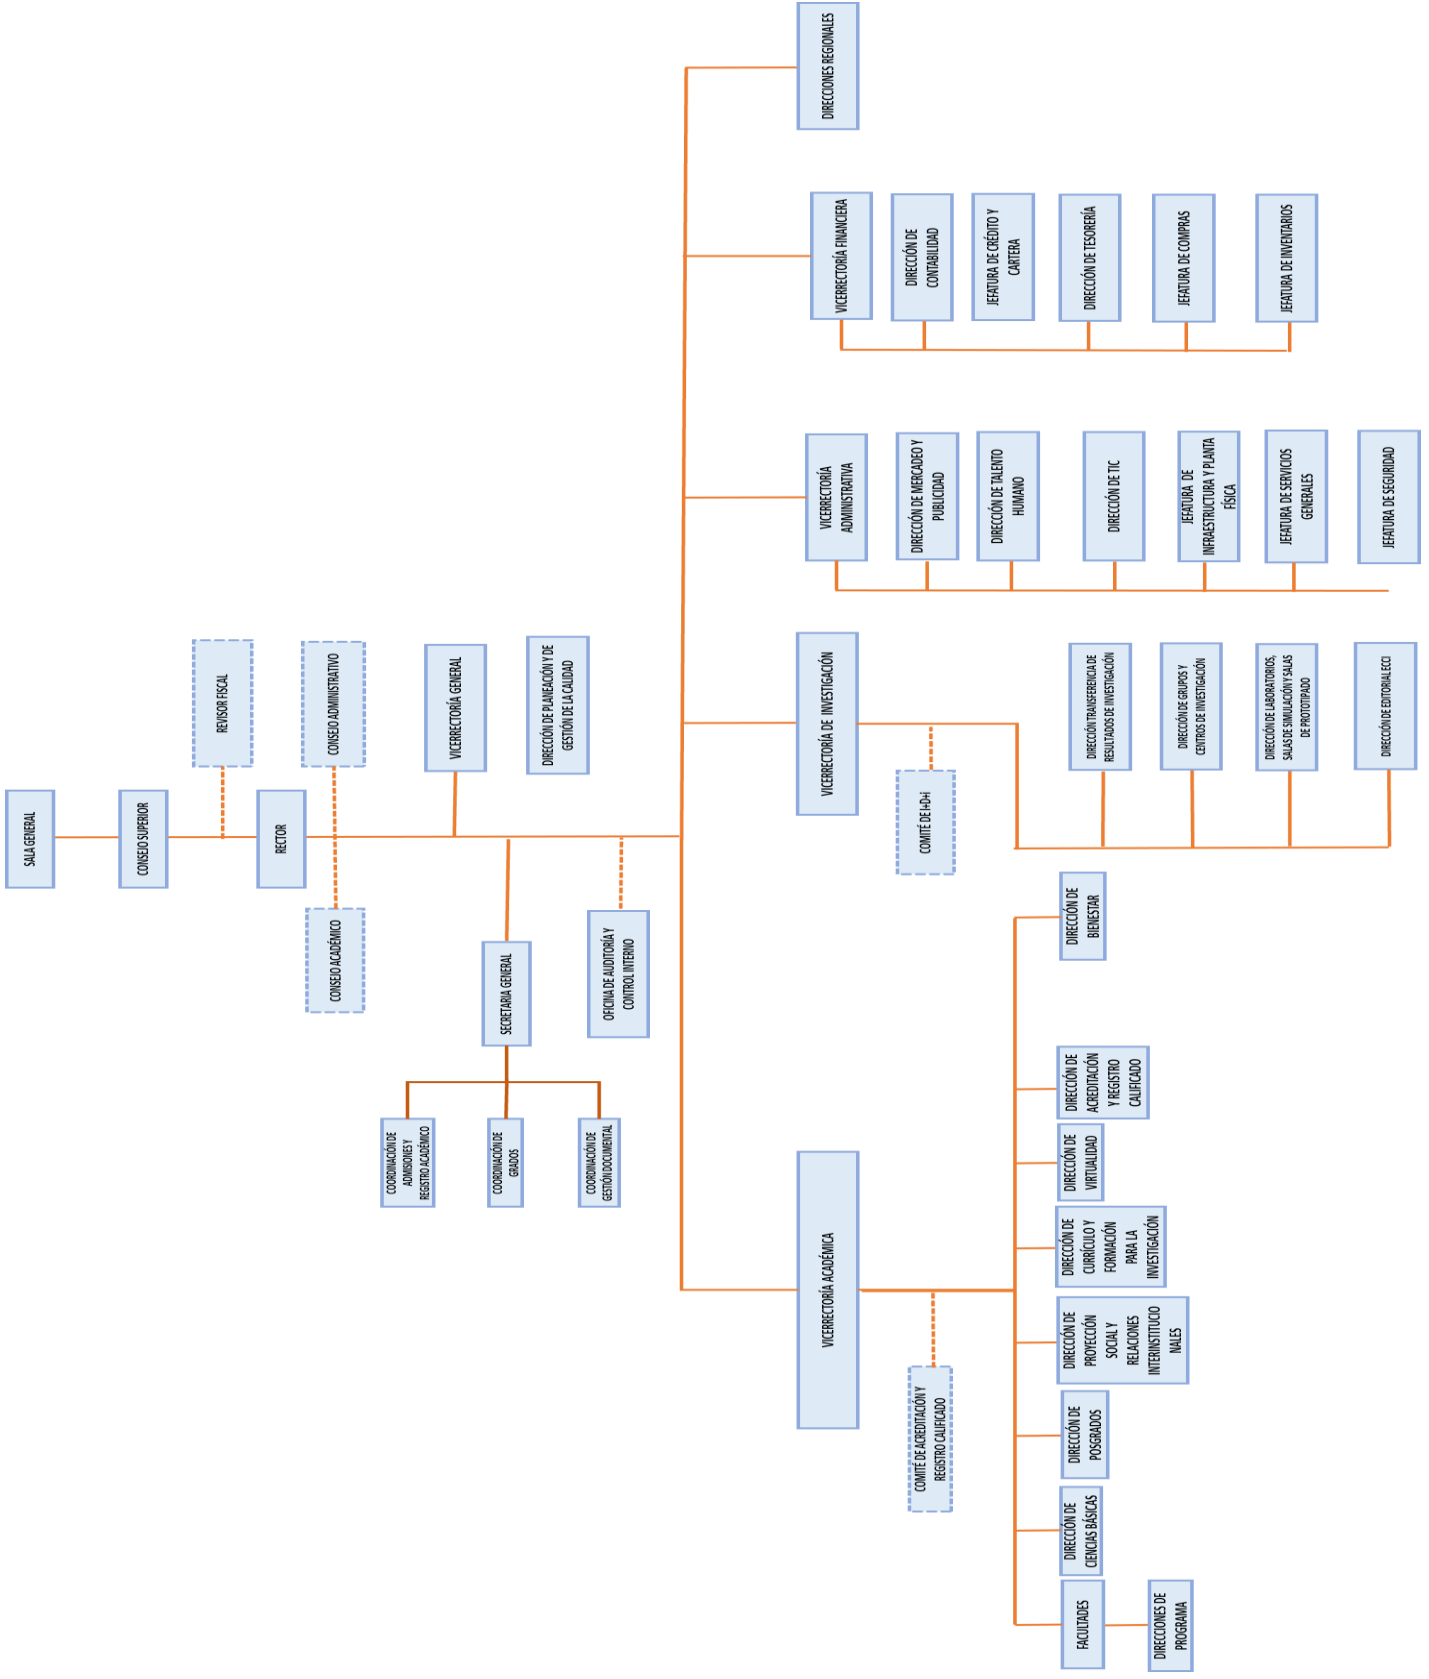 SALA GENERAL
CONSEJO SUPERIOR
REVISOR FISCAL
RECTOR
CONSEJO ACADÉMICO
CONSEJO ADMINISTRATIVO
VICERRECTORÍA GENERAL
DIRECCIÓN DE PLANEACIÓN Y DE
GESTIÓN DE LA CALIDAD
SECRETARIA GENERAL
COORDINACIÓN DE
ADMISIONES Y
REGISTRO ACADÉMICO
COORDINACIÓN DE
GRADOS
COORDINACIÓN DE
GESTIÓN DOCUMENTAL
OFICINA DE AUDITORÍA Y
CONTROL INTERNO
VICERRECTORÍA ACADÉMICA
COMITÉ DE ACREDITACIÓN Y
REGISTRO CALIFICADO
FACULTADES
DIRECCIONES DE
PROGRAMA
DIRECCIÓN DE
CIENCIAS BÁSICAS
DIRECCIÓN DE
POSGRADOS
DIRECCIÓN DE
PROYECCIÓN
SOCIAL Y
RELACIONES
INTERINSTITUCIO
NALES
DIRECCIÓN DE
CURRÍCULO Y
FORMACIÓN
PARA LA
INVESTIGACIÓN
DIRECCIÓN DE
VIRTUALIDAD
DIRECCIÓN DE
ACREDITACIÓN
Y REGISTRO
CALIFICADO
DIRECCIÓN DE
BIENESTAR
VICERRECTORÍA DE INVESTIGACIÓN
COMITÉ DE I+D+i
DIRECCIÓN TRANSFERENCIA DE
RESULTADOS DE INVESTIGACIÓN
DIRECCIÓN DE GRUPOS Y
CENTROS DE INVESTIGACIÓN
DIRECCIÓN DE LABORATORIOS,
SALAS DE SIMULACIÓN Y SALAS
DE PROTOTIPADO
DIRECCIÓN DE EDITORIAL ECCI
VICERRECTORÍA
ADMINISTRATIVA
DIRECCIÓN DE MERCADEO Y
PUBLICIDAD
DIRECCIÓN DE TALENTO
HUMANO
DIRECCIÓN DE TIC
JEFATURA DE
INFRAESTRUCTURA Y PLANTA
FÍSICA
JEFATURA DE SERVICIOS
GENERALES
JEFATURA DE SEGURIDAD
VICERRECTORÍA FINANCIERA
DIRECCIÓN DE
CONTABILIDAD
JEFATURA DE CRÉDITO Y
CARTERA
DIRECCIÓN DE TESORERÍA
JEFATURA DE COMPRAS
JEFATURA DE INVENTARIOS
DIRECCIONES REGIONALES